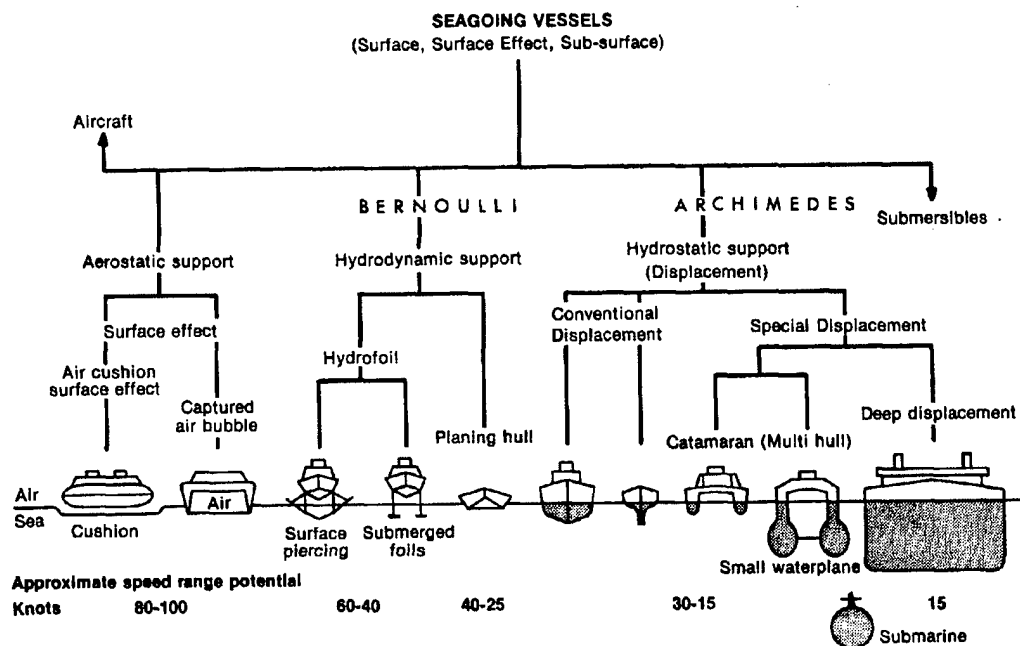 SEAGOING VESSELS
(Surface, Surface Effect, Sub-surface)
Aircraft
BERNOULLI
ARCHIMEDES
Submersibles
Aerostatic support
Hydrodynamic support
Hydrostatic support
(Displacement)
Surface effect
Conventional
Displacement
Special Displacement
Hydrofoil
Air cushion
surface effect
Captured
air bubble
Planing hull
Catamaran (Multi hull)
Deep displacement
Air
Sea
Air
Cushion
Surface
piercing
Submerged
foils
Small waterplane
Approximate speed range potential
Knots 80-100 60-40 40-25 30-15 15
Submarine